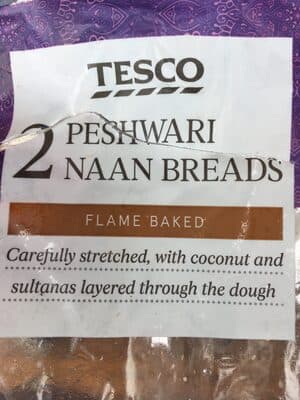 TESCO
2 PESHWARI
NAAN BREADS
FLAME BAKED
Carefully stretched, with coconut and
sultanas layered through the dough